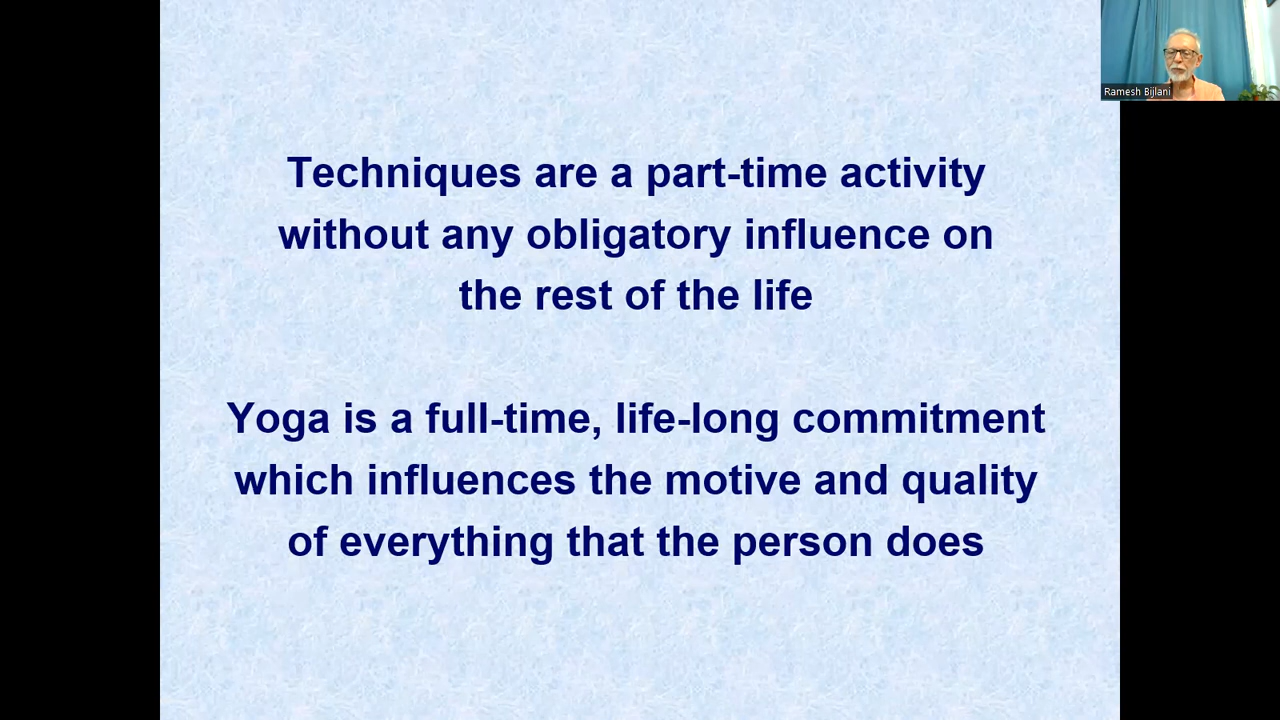 Ramesh Bijlani
Techniques are a part-time activity
without any obligatory influence on
the rest of the life
Yoga is a full-time, life-long commitment
which influences the motive and quality
of everything that the person does